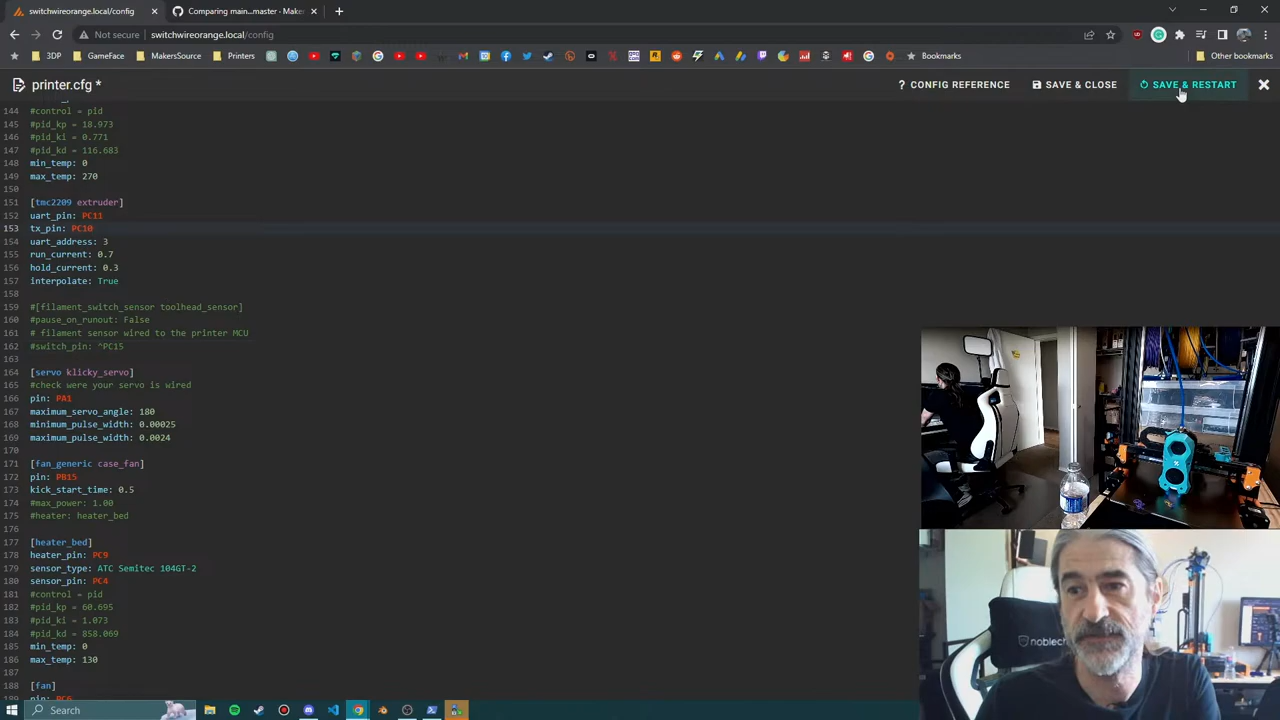 switchwireorange.local/config
Comparing main...master · Make
Not secure
switchwireorange.local/config
3DP
GameFace
MakersSource
Printers
Bookmarks
Other bookmarks
printer.cfg *
? CONFIG REFERENCE
SAVE & CLOSE
SAVE & RESTART
144 #control = pid
145 #pid_kp = 18.973
146 #pid_ki = 0.771
147 #pid_kd = 116.683
148 min_temp: 0
149 max_temp: 270
150
151 [tmc2209 extruder]
152 uart_pin: PC11
153 tx_pin: PC10
154 uart_address: 3
155 run_current: 0.7
156 hold_current: 0.3
157 interpolate: True
158
159 #[filament_switch_sensor toolhead_sensor]
160 #pause_on_runout: False
161 # filament sensor wired to the printer MCU
162 #switch_pin: ^PC15
163
164 [servo klicky_servo]
165 #check were your servo is wired
166 pin: PA1
167 maximum_servo_angle: 180
168 minimum_pulse_width: 0.00025
169 maximum_pulse_width: 0.0024
170
171 [fan_generic case_fan]
172 pin: PB15
173 kick_start_time: 0.5
174 #max_power: 1.00
175 #heater: heater_bed
176
177 [heater_bed]
178 heater_pin: PC9
179 sensor_type: ATC Semitec 104GT-2
180 sensor_pin: PC4
181 #control = pid
182 #pid_kp = 60.695
183 #pid_ki = 1.073
184 #pid_kd = 858.069
185 min_temp: 0
186 max_temp: 130
187
188 [fan]
189 pin: PC6
noblech
Search